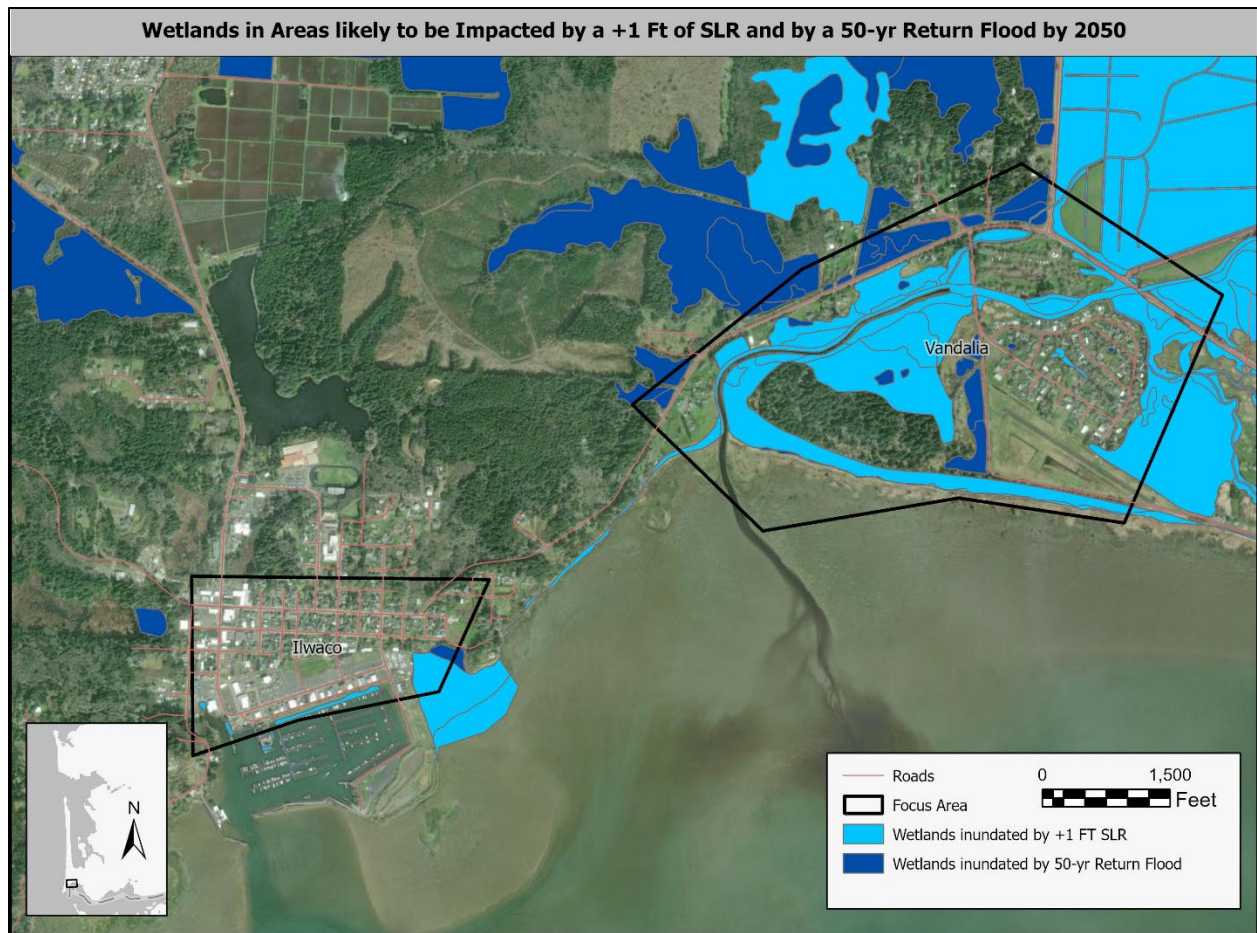 Wetlands in Areas likely to be Impacted by a +1 Ft of SLR and by a 50-yr Return Flood by 2050
Vandalia
Ilwaco
N
Roads
Focus Area
Wetlands inundated by +1 FT SLR
Wetlands inundated by 50-yr Return Flood
0 1,500
Feet